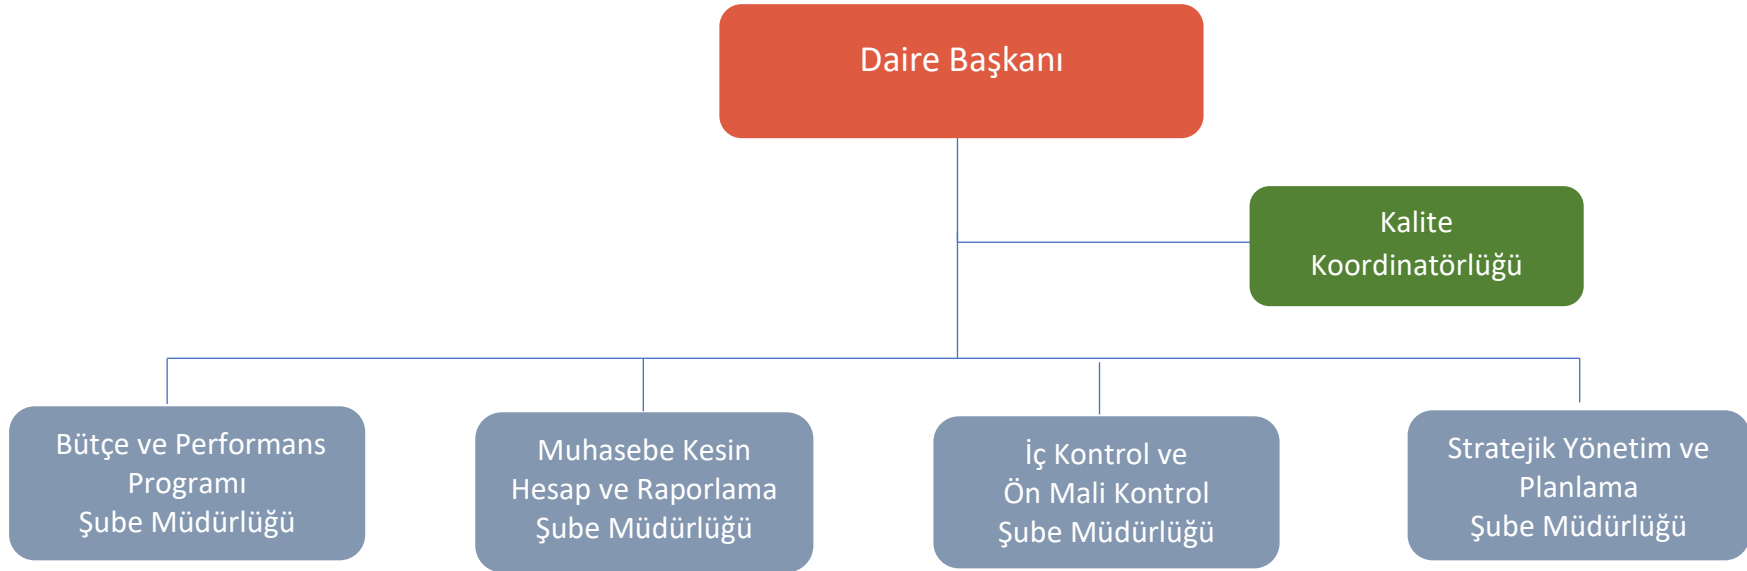 Daire Başkanı
Kalite
Koordinatörlüğü
Bütçe ve Performans
Programı
Şube Müdürlüğü
Muhasebe Kesin
Hesap ve Raporlama
Şube Müdürlüğü
İç Kontrol ve
Ön Mali Kontrol
Şube Müdürlüğü
Stratejik Yönetim ve
Planlama
Şube Müdürlüğü